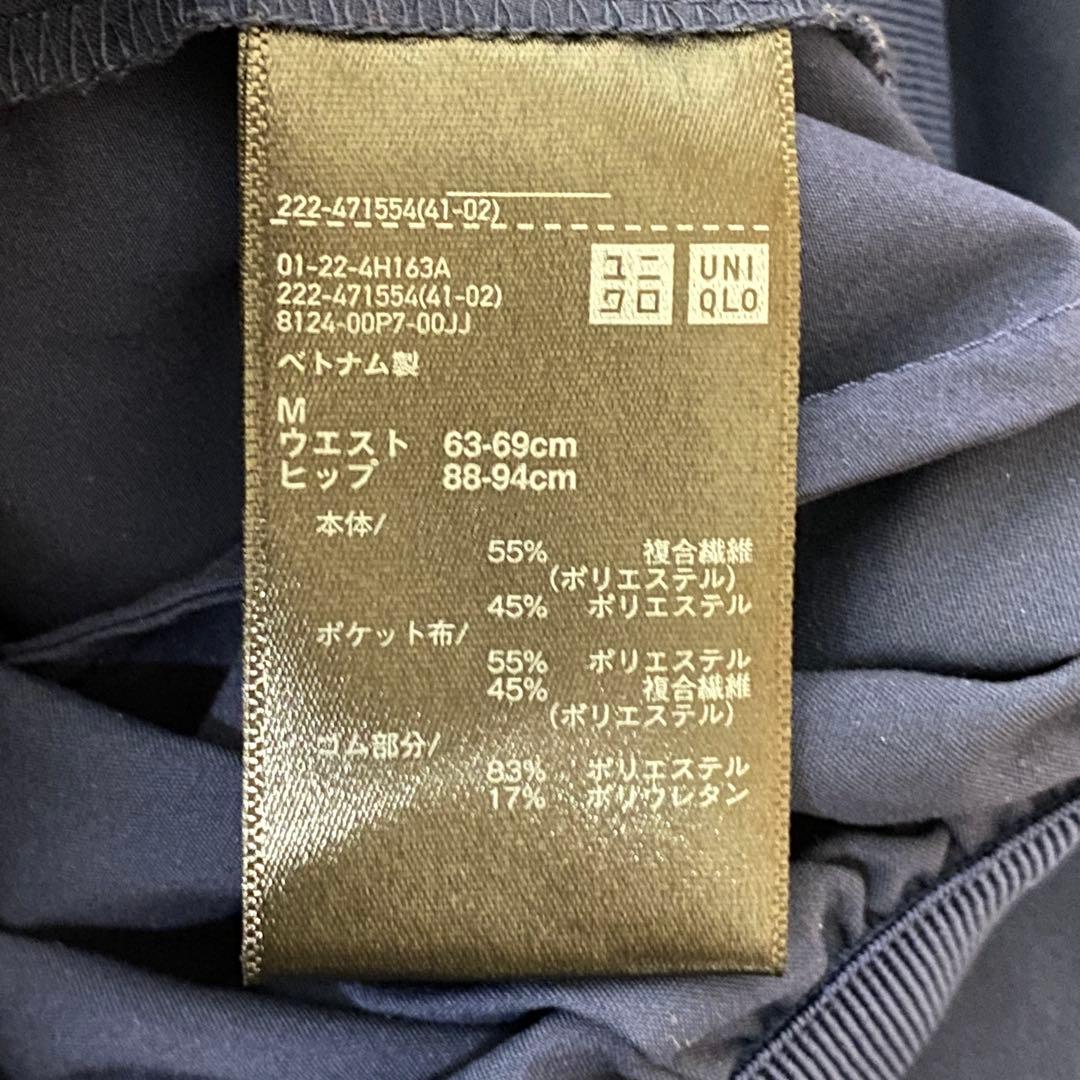 222-471554(41-02)
01-22-4H163A
222-471554(41-02)
8124-00P7-00JJ
ユニ
クロ
UNI
QLO
ベトナム製
M
ウエスト 63-69cm
ヒップ 88-94cm
本体/
55% 複合繊維
(ポリエステル)
45% ポリエステル
ポケット布/
55% ポリエステル
45% 複合繊維
(ポリエステル)
ゴム部分/
83% ポリエステル
17% ポリウレタン